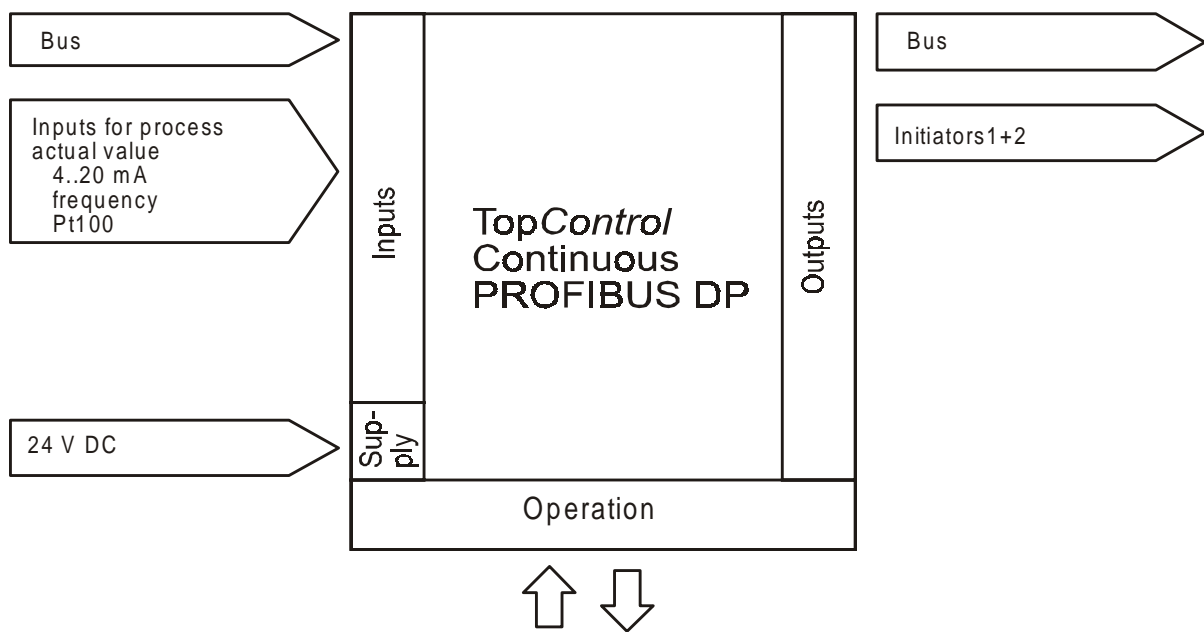 Bus
Inputs for process
actual value
4..20 mA
frequency
Pt100
24 V DC
Inputs
Sup-
ply
TopControl
Continuous
PROFIBUS DP
Outputs
Operation
Bus
Initiators1+2